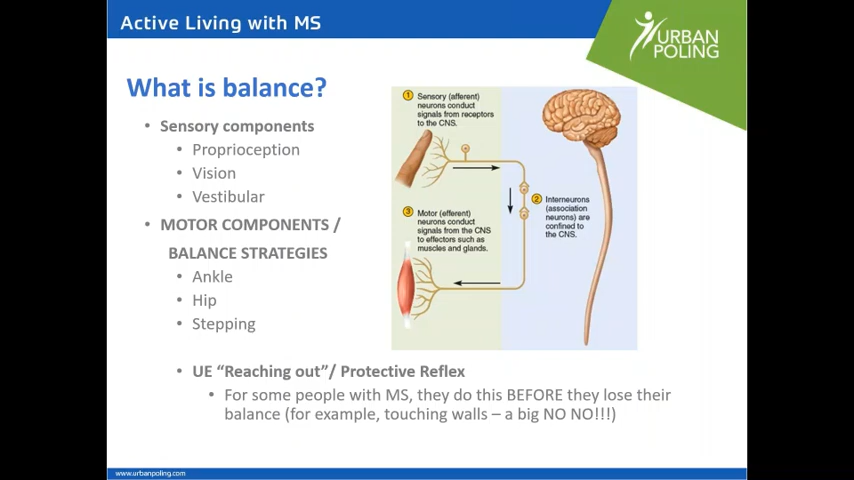 Active Living with MS
URBAN
POLING
What is balance?
• Sensory components
• Proprioception
• Vision
• Vestibular
• MOTOR COMPONENTS /
BALANCE STRATEGIES
• Ankle
• Hip
• Stepping
• UE “Reaching out”/ Protective Reflex
• For some people with MS, they do this BEFORE they lose their
balance (for example, touching walls – a big NO NO!!!)
1 Sensory (afferent)
neurons conduct
signals from receptors
to the CNS.
2 Interneurons
(association
neurons) are
confined to
the CNS.
3 Motor (efferent)
neurons conduct
signals from the CNS
to effectors such as
muscles and glands.
www.urbanpoling.com